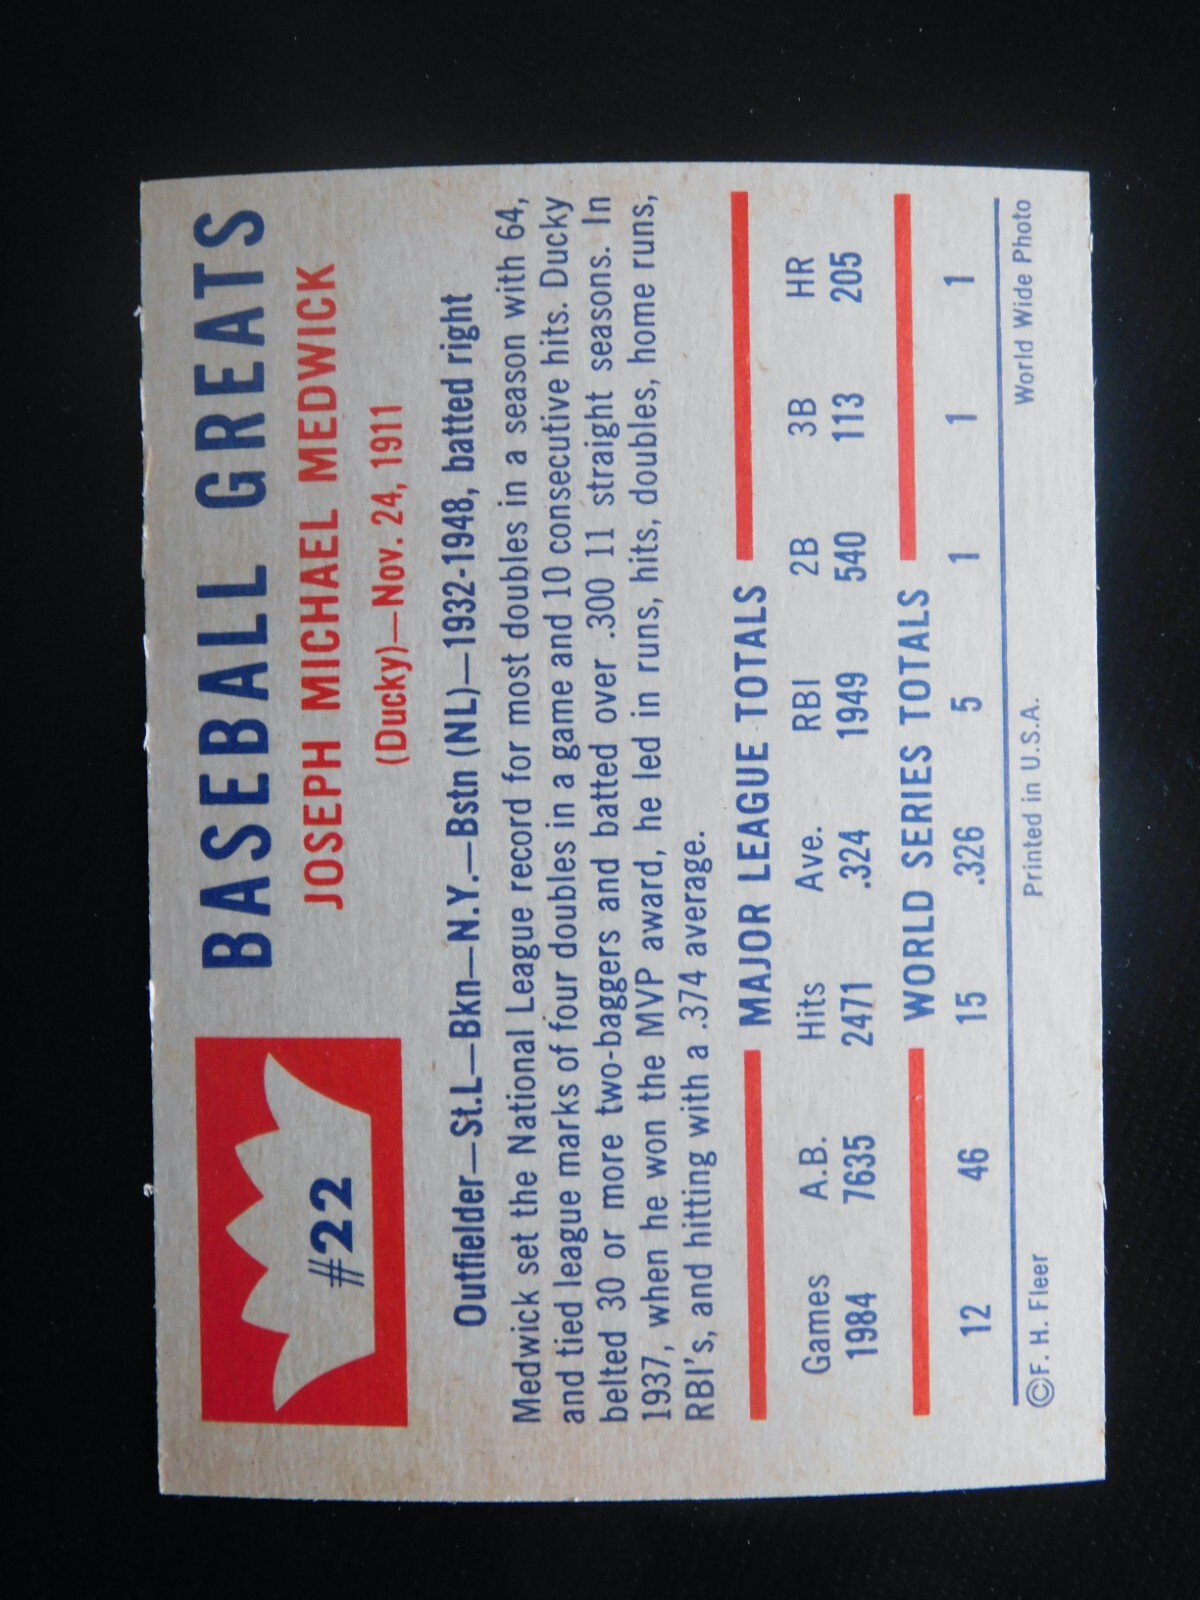 #22
BASEBALL GREATS
JOSEPH MICHAEL MEDWICK
(Ducky)—Nov. 24, 1911
Outfielder—St.L—Bkn—N.Y.—Bstn (NL)—1932-1948, batted right
Medwick set the National League record for most doubles in a season with 64,
and tied league marks of four doubles in a game and 10 consecutive hits. Ducky
belted 30 or more two-baggers and batted over .300 11 straight seasons. In
1937, when he won the MVP award, he led in runs, hits, doubles, home runs,
RBI's, and hitting with a .374 average.
MAJOR LEAGUE TOTALS
Games A.B. Hits Ave. RBI 2B 3B HR
1984 7635 2471 .324 1949 540 113 205
WORLD SERIES TOTALS
12 46 15 .326 5 1 1 1
©F. H. Fleer Printed in U.S.A. World Wide Photo